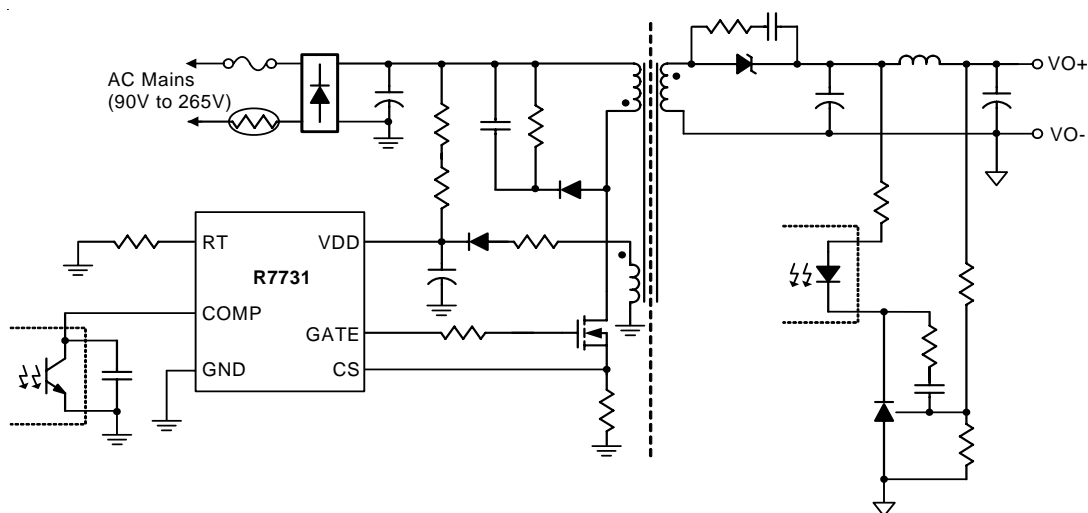 AC Mains
(90V to 265V)
VO+
VO-
RT
VDD
R7731
COMP
GATE
GND
CS